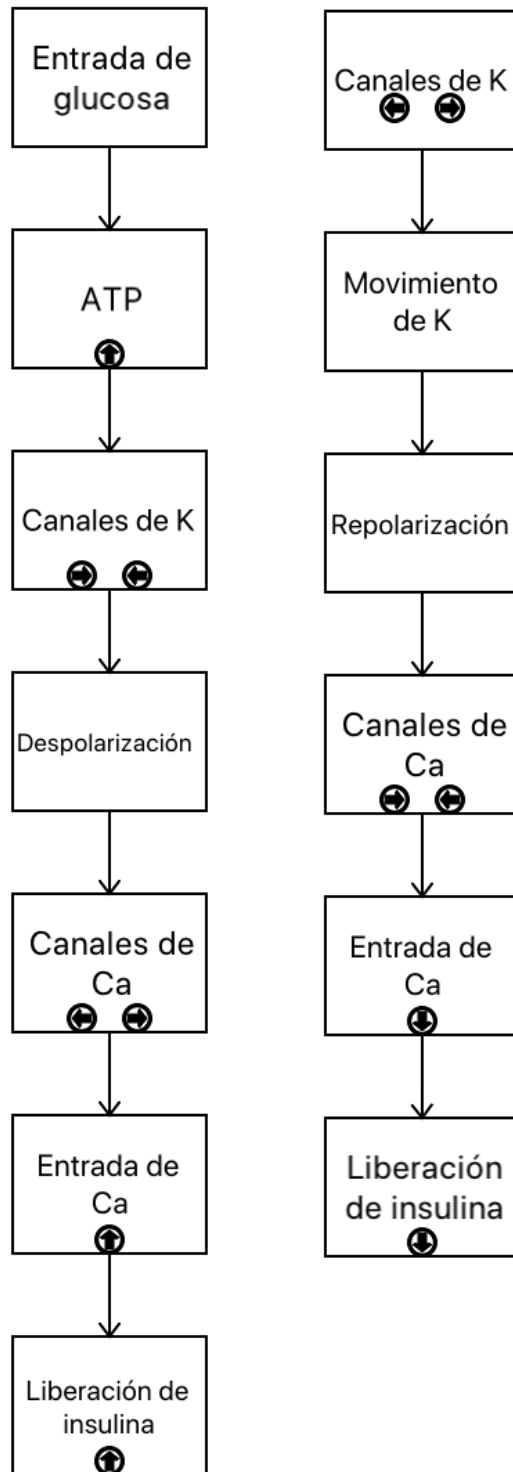 Entrada de
glucosa
ATP
Canales de K
Despolarización
Canales de
Ca
Entrada de
Ca
Liberación de
insulina
Canales de K
Movimiento
de K
Repolarización
Canales de
Ca
Entrada de
Ca
Liberación
de insulina